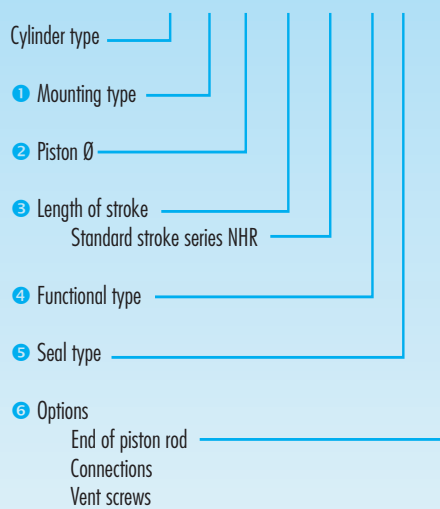 Cylinder type
❶ Mounting type
❷ Piston Ø
❸ Length of stroke
Standard stroke series NHR
❹ Functional type
❺ Seal type
❻ Options
End of piston rod
Connections
Vent screws